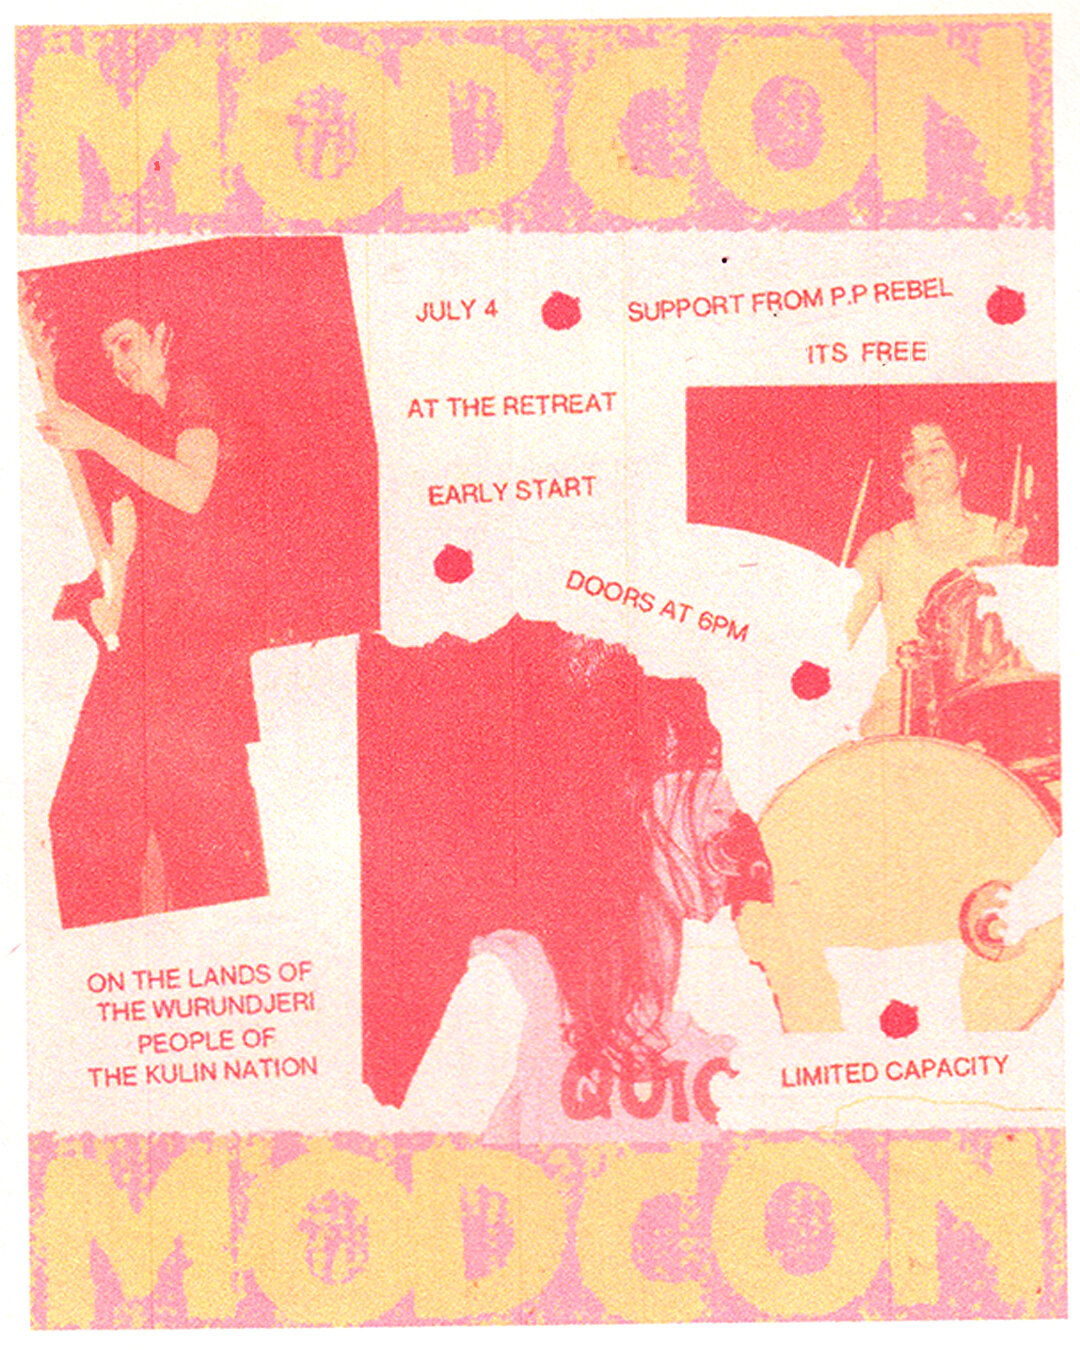 MODCON
JULY 4
SUPPORT FROM P.P REBEL
ITS FREE
AT THE RETREAT
EARLY START
DOORS AT 6PM
ON THE LANDS OF
THE WURUNDJERI
PEOPLE OF
THE KULIN NATION
QUIC
LIMITED CAPACITY
MODCON